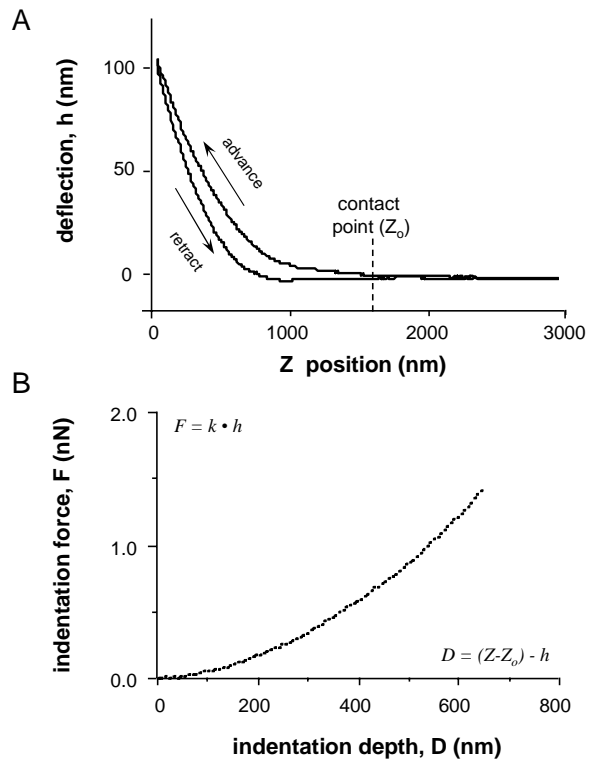 A
deflection, h (nm)
100
50
0
advance
retract
contact
point (Zo)
0
1000
2000
3000
Z position (nm)
B
indentation force, F (nN)
2.0
1.0
0.0
F = k • h
D = (Z-Zo) - h
0
200
400
600
800
indentation depth, D (nm)